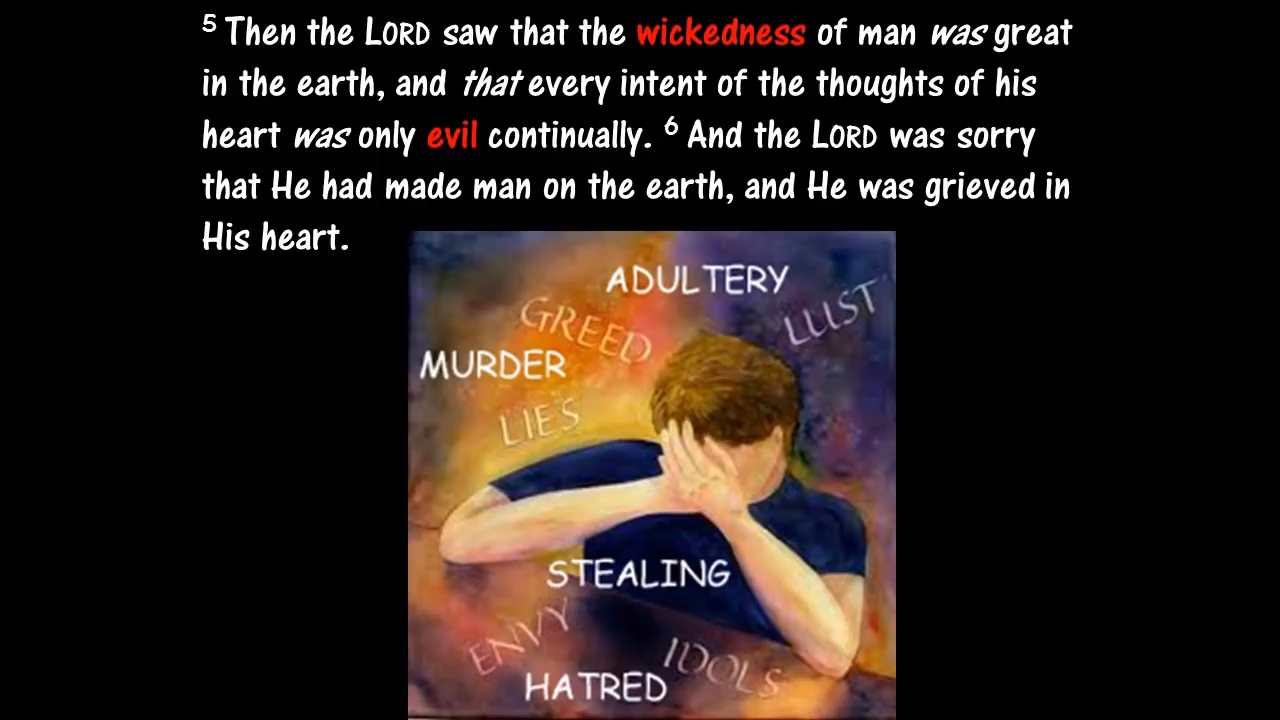 5 Then the LORD saw that the wickedness of man was great
in the earth, and that every intent of the thoughts of his
heart was only evil continually. 6 And the LORD was sorry
that He had made man on the earth, and He was grieved in
His heart.
ADULTERY
GREED
LUST
MURDER
LIES
STEALING
ENVY
IDOLS
HATRED